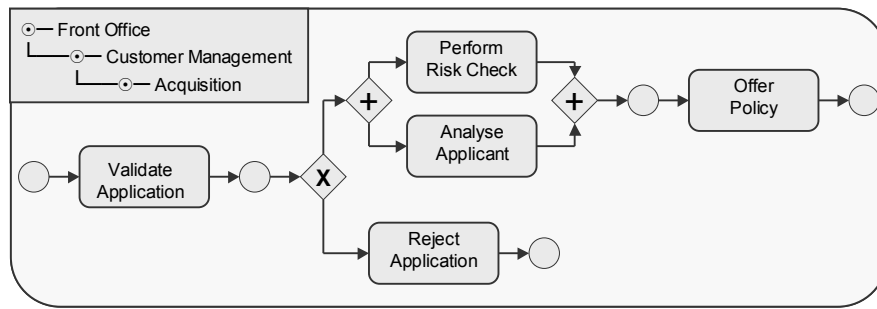 Front Office
Customer Management
Acquisition
Perform
Risk Check
Analyse
Applicant
Offer
Policy
Validate
Application
X
Reject
Application